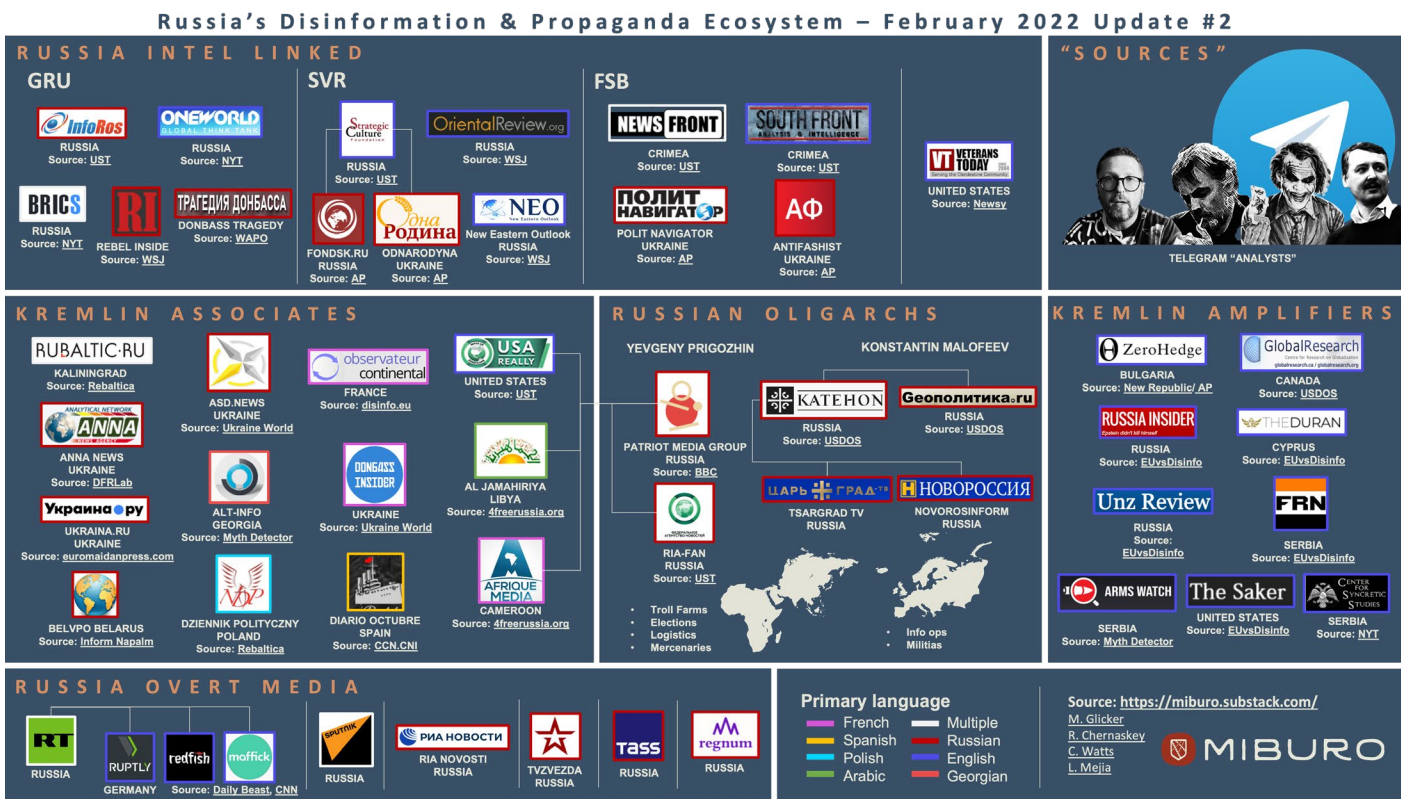 Russia's Disinformation & Propaganda Ecosystem – February 2022 Update #2
RUSSIA INTEL LINKED
GRU
InfoRos
RUSSIA
Source: UST
ONEWORLD
GLOBAL THINK TANK
RUSSIA
Source: NYT
BRICS
RUSSIA
Source: NYT
RI
REBEL INSIDE
Source: WSJ
ТРАГЕДИЯ ДОНБАССА
DONBASS TRAGEDY
Source: WAPO
SVR
Strategic
Culture
Foundation
RUSSIA
Source: UST
OrientalReview.org
RUSSIA
Source: WSJ
FONDSK.RU
RUSSIA
Source: AP
Одна
Родина
ODNARODYNA
UKRAINE
Source: AP
NEO
New Eastern Outlook
New Eastern Outlook
RUSSIA
Source: WSJ
FSB
NEWS FRONT
CRIMEA
Source: UST
SOUTH FRONT
ANALYSIS & INTELLIGENCE
CRIMEA
Source: UST
ПОЛИТ
НАВИГАТОР
POLIT NAVIGATOR
UKRAINE
Source: AP
АФ
ANTIFASHIST
UKRAINE
Source: AP
VT VETERANS
TODAY
Serving the Clandestine Community
UNITED STATES
Source: Newsy
"SOURCES"
TELEGRAM "ANALYSTS"
KREMLIN ASSOCIATES
RUBALTIC·RU
KALININGRAD
Source: Rebaltica
ANALYTICAL NETWORK
ANNA
NEWS AGENCY
ANNA NEWS
UKRAINE
Source: DFRLab
Украина ру
UKRAINA.RU
UKRAINE
Source: euromaidanpress.com
BELVPO BELARUS
Source: Inform Napalm
ASD.NEWS
UKRAINE
Source: Ukraine World
ALT-INFO
GEORGIA
Source: Myth Detector
NDP
DZIENNIK POLITYCZNY
POLAND
Source: Rebaltica
observateur
continental
FRANCE
Source: disinfo.eu
DONBASS
INSIDER
UKRAINE
Source: Ukraine World
DIARIO OCTUBRE
SPAIN
Source: CCN.CNI
USA
REALLY
UNITED STATES
Source: UST
AL JAMAHIRIYA
LIBYA
Source: 4freerussia.org
AFRIQUE
MEDIA
CAMEROON
Source: 4freerussia.org
RUSSIAN OLIGARCHS
YEVGENY PRIGOZHIN
PATRIOT MEDIA GROUP
RUSSIA
Source: BBC
ФЕДЕРАЛЬНОЕ
АГЕНТСТВО НОВОСТЕЙ
RIA-FAN
RUSSIA
Source: UST
• Troll Farms
• Elections
• Logistics
• Mercenaries
KONSTANTIN MALOFEEV
KATEHON
RUSSIA
Source: USDOS
Геополитика.ru
RUSSIA
Source: USDOS
ЦАРЬ ГРАД ТВ
TSARGRAD TV
RUSSIA
Н НОВОРОССИЯ
NOVOROSINFORM
RUSSIA
• Info ops
• Militias
KREMLIN AMPLIFIERS
ZeroHedge
BULGARIA
Source: New Republic/ AP
GlobalResearch
Centre for Research on Globalization
globalresearch.ca / globalresearch.org
CANADA
Source: USDOS
RUSSIA INSIDER
Epstein didn't kill himself
RUSSIA
Source: EUvsDisinfo
THEDURAN
CYPRUS
Source: EUvsDisinfo
Unz Review
RUSSIA
Source:
EUvsDisinfo
FRN
SERBIA
Source: EUvsDisinfo
ARMS WATCH
SERBIA
Source: Myth Detector
The Saker
UNITED STATES
Source: EUvsDisinfo
CENTER
FOR
SYNCRETIC
STUDIES
SERBIA
Source: NYT
RUSSIA OVERT MEDIA
RT
RUSSIA
RUPTLY
GERMANY
redfish
maffick
Source: Daily Beast, CNN
SPUTNIK
RUSSIA
РИА НОВОСТИ
RIA NOVOSTI
RUSSIA
TVZVEZDA
RUSSIA
TASS
RUSSIA
regnum
RUSSIA
Primary language
French
Spanish
Polish
Arabic
Multiple
Russian
English
Georgian
Source: https://miburo.substack.com/
M. Glicker
R. Chernaskey
C. Watts
L. Mejia
MIBURO